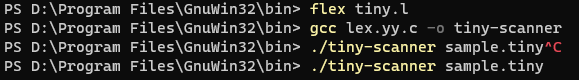 PS D:\Program Files\GnuWin32\bin> flex tiny.l
PS D:\Program Files\GnuWin32\bin> gcc lex.yy.c -o tiny-scanner
PS D:\Program Files\GnuWin32\bin> ./tiny-scanner sample.tiny^C
PS D:\Program Files\GnuWin32\bin> ./tiny-scanner sample.tiny